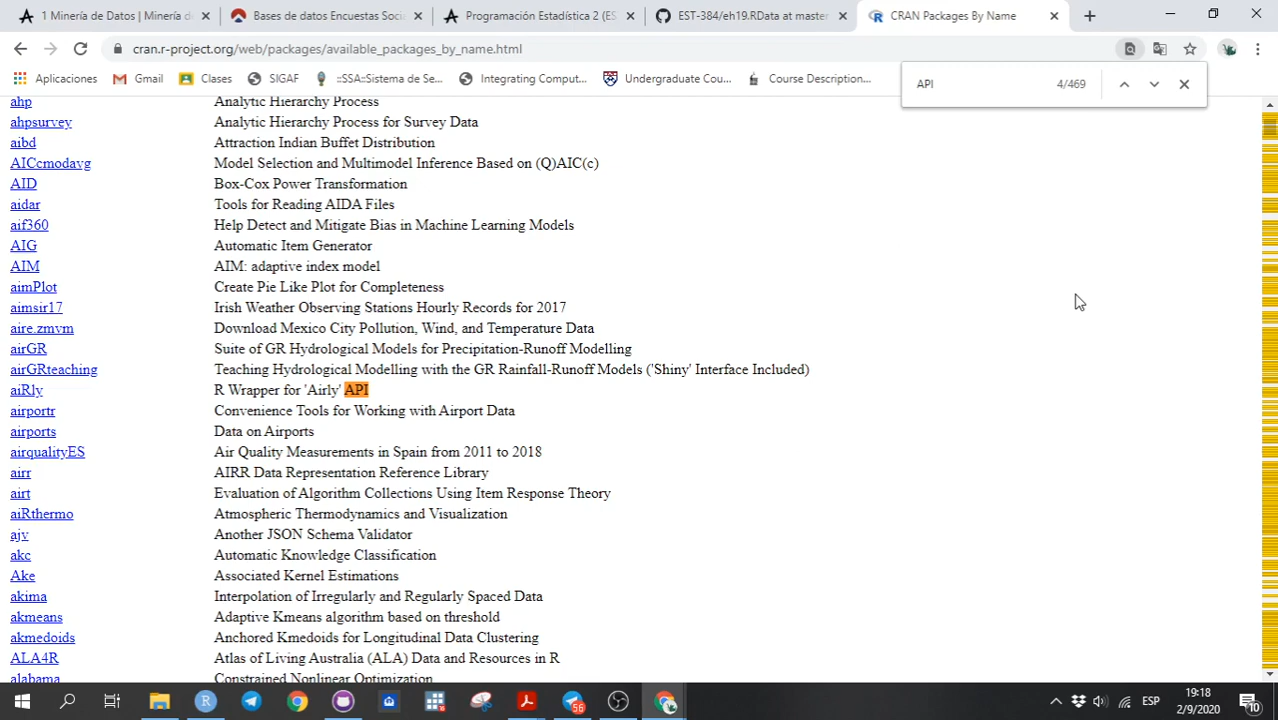 1 Minería de Datos | Minería d
Bases de datos Encuestas Socia
Programación Estadística 2 (ES
EST-384/eh19.RData at master
CRAN Packages By Name
cran.r-project.org/web/packages/available_packages_by_name.html
Aplicaciones
Gmail
Clases
SIGAF
::SSA::Sistema de Se...
Integrating Comput...
Undergraduate Cou...
Course Description...
API 4/469
ahp Analytic Hierarchy Process
ahpsurvey Analytic Hierarchy Process for Survey Data
aibd Attraction Indian Buffet Distribution
AICcmodavg Model Selection and Multimodel Inference Based on (Q)AIC(c)
AID Box-Cox Power Transformation
aidar Tools for Reading AIDA Files
aif360 Help Detect and Mitigate Bias in Machine Learning Models
AIG Automatic Item Generator
AIM AIM: adaptive index model
aimPlot Create Pie Like Plot for Completeness
aimsir17 Irish Weather Observing Stations Hourly Records for 2017
aire.zmvm Download Mexico City Pollution, Wind, and Temperature Data
airGR Suite of GR Hydrological Models for Precipitation-Runoff Modelling
airGRteaching Teaching Hydrological Modelling with the GR Rainfall-Runoff Models ('Shiny' Interface Included)
aiRly R Wrapper for 'Airly' API
airportr Convenience Tools for Working with Airport Data
airports Data on Airports
airqualityES Air Quality Measurements in Spain from 2011 to 2018
airr AIRR Data Representation Reference Library
airt Evaluation of Algorithm Collections Using Item Response Theory
aiRthermo Atmospheric Thermodynamics and Visualization
ajv Another JSON Schema Validator
akc Automatic Knowledge Classification
Ake Associated Kernel Estimations
akima Interpolation of Irregularly and Regularly Spaced Data
akmeans Adaptive Kmeans algorithm based on threshold
akmedoids Anchored Kmedoids for Longitudinal Data Clustering
ALA4R Atlas of Living Australia (ALA) Data and Resources in R
alabama Constrained Nonlinear Optimization
56
ESP
19:18
2/9/2020
10